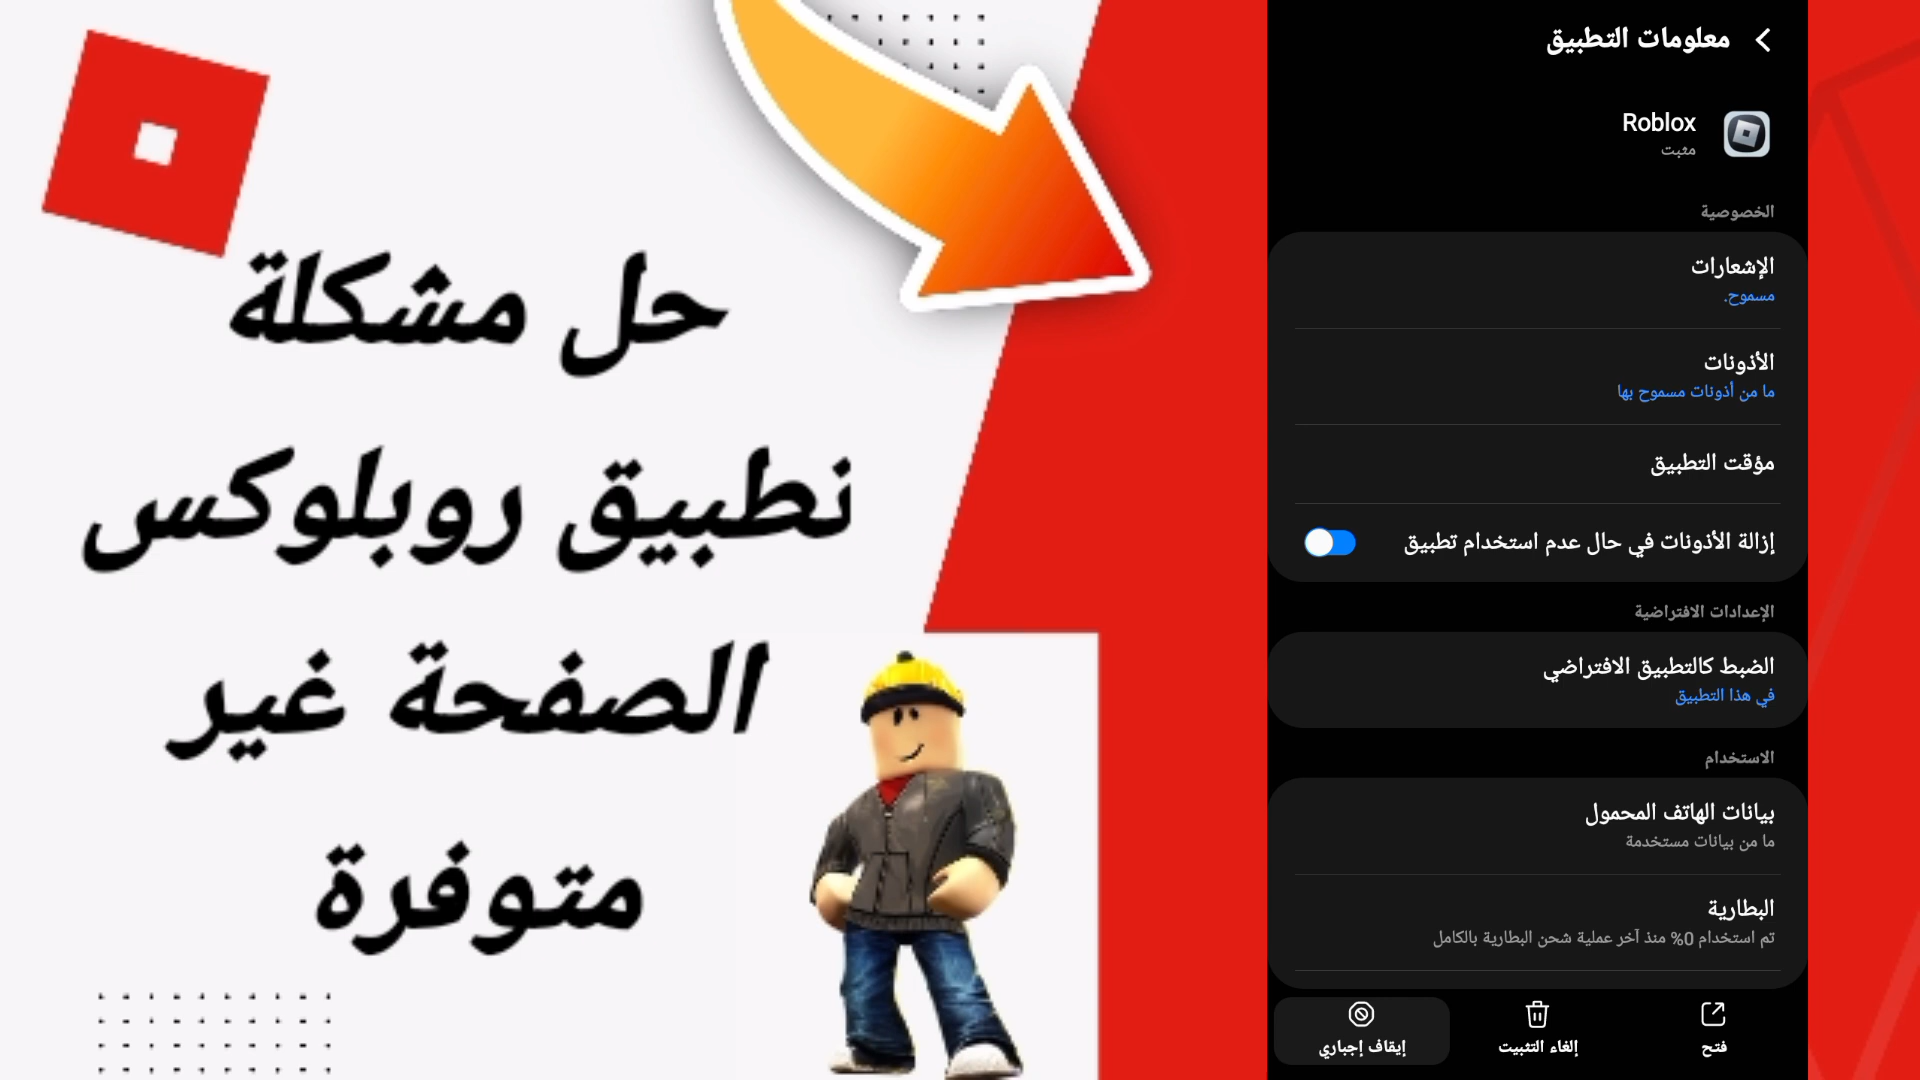 حل مشكلة
نطبيق روبلوكس
الصفحة غير
متوفرة
معلومات التطبيق
Roblox
مثبت
الخصوصية
الإشعارات
مسموح.
الأذونات
ما من أذونات مسموح بها
مؤقت التطبيق
إزالة الأذونات في حال عدم استخدام تطبيق
الإعدادات الافتراضية
الضبط كالتطبيق الافتراضي
في هذا التطبيق
الاستخدام
بيانات الهاتف المحمول
ما من بيانات مستخدمة
البطارية
تم استخدام 0% منذ آخر عملية شحن البطارية بالكامل
فتح
إلغاء التثبيت
إيقاف إجباري